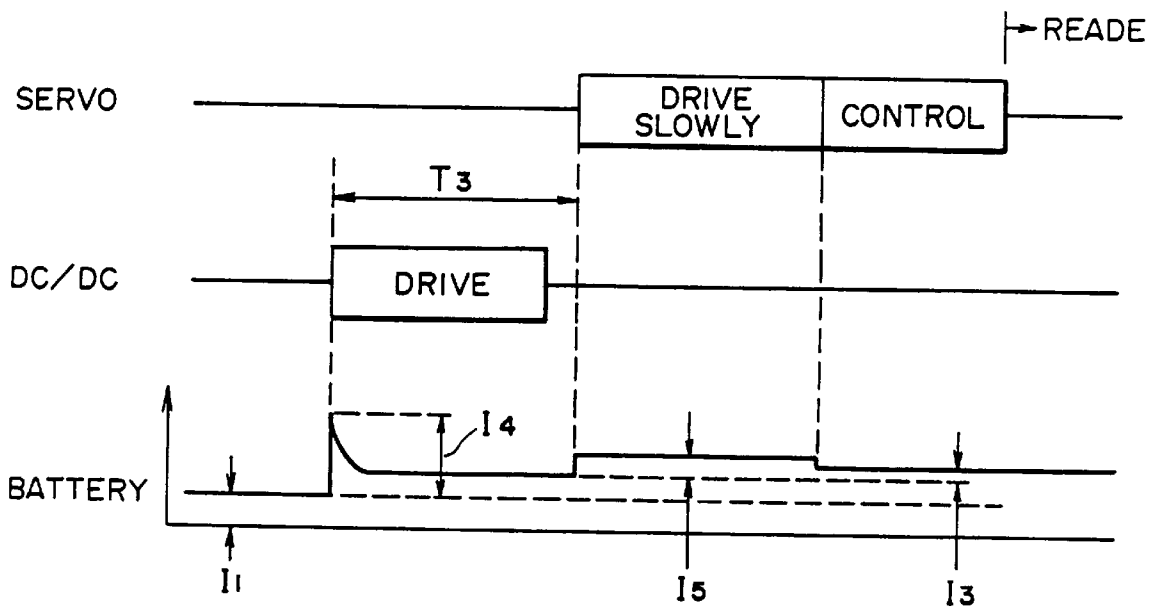 READE
SERVO
DRIVE
SLOWLY
CONTROL
T3
DC/DC
DRIVE
I4
BATTERY
I1
I5
I3